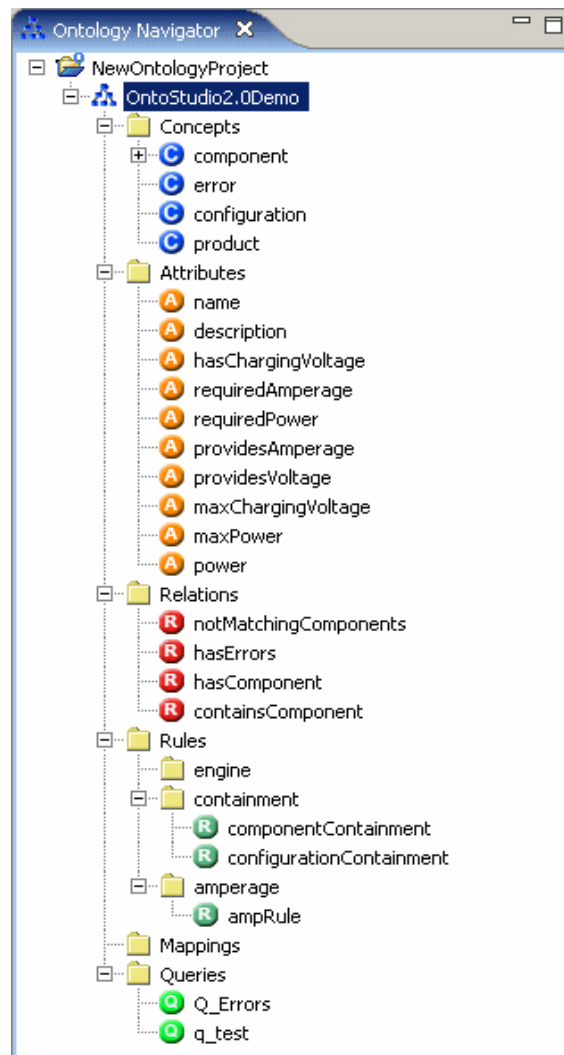 Ontology Navigator
NewOntologyProject
OntoStudio2.0Demo
Concepts
C component
C error
C configuration
C product
Attributes
A name
A description
A hasChargingVoltage
A requiredAmperage
A requiredPower
A providesAmperage
A providesVoltage
A maxChargingVoltage
A maxPower
A power
Relations
R notMatchingComponents
R hasErrors
R hasComponent
R containsComponent
Rules
engine
containment
R componentContainment
R configurationContainment
amperage
R ampRule
Mappings
Queries
Q Q_Errors
Q q_test